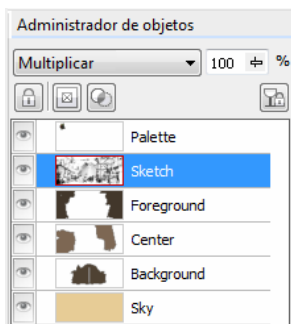 Administrador de objetos
Multiplicar 100 %
Palette
Sketch
Foreground
Center
Background
Sky